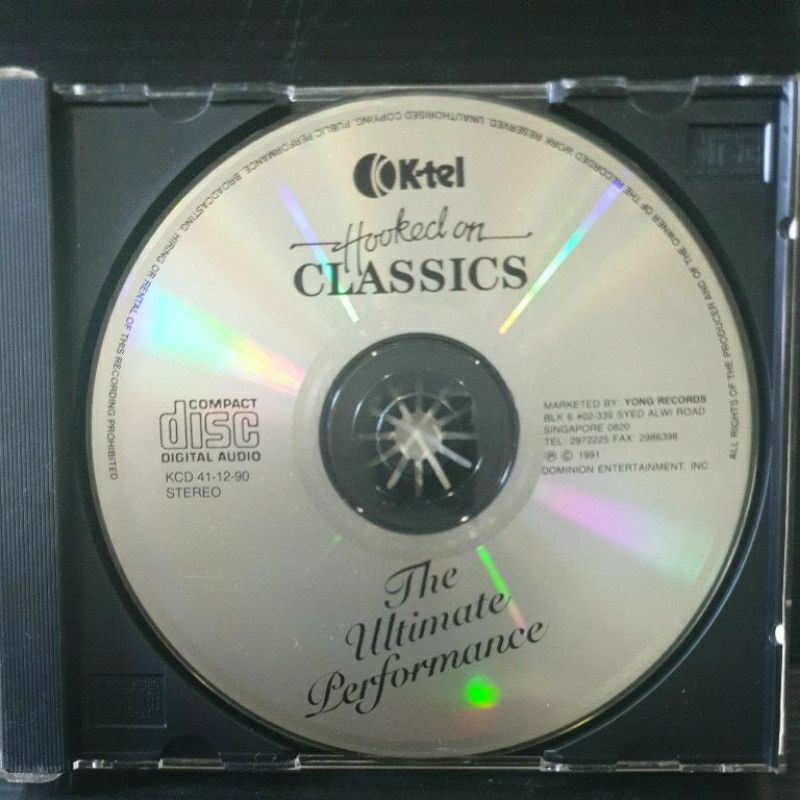 K-tel
Hooked on
CLASSICS
COMPACT
disc
DIGITAL AUDIO
KCD 41-12-90
STEREO
MARKETED BY: YONG RECORDS
BLK 6 #02-339 SYED ALWI ROAD
SINGAPORE 0820
TEL 2972225 FAX 2986398
Ⓟ © 1991
DOMINION ENTERTAINMENT. INC.
The
Ultimate
Performance
ALL RIGHTS OF THE PRODUCER AND OF THE OWNER OF THE RECORDED WORK RESERVED. UNAUTHORISED COPYING, PUBLIC PERFORMANCE, BROADCASTING, HIRING OR RENTAL OF THIS RECORDING PROHIBITED